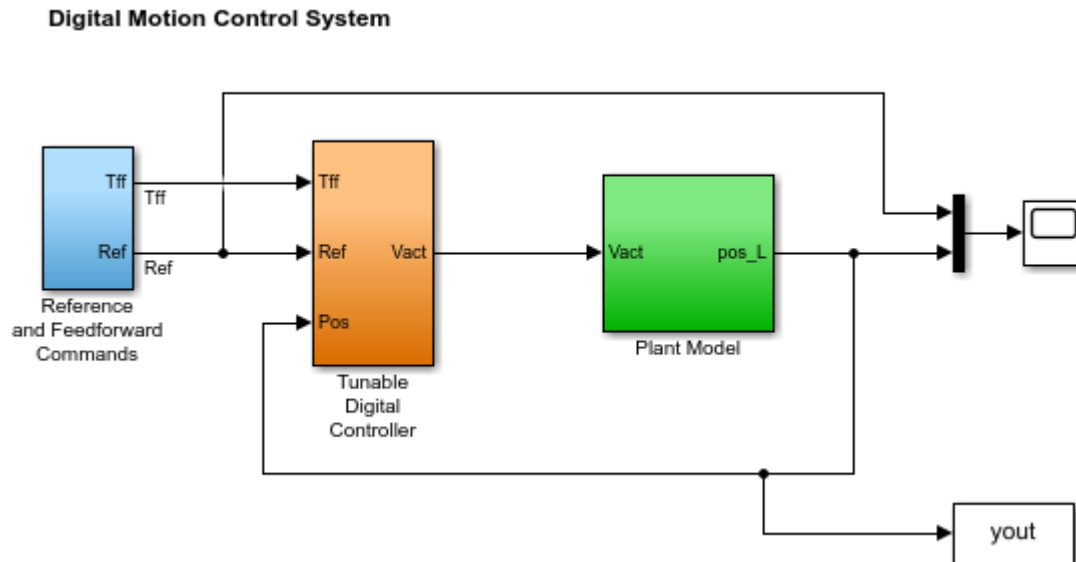 Digital Motion Control System
Tff
Tff
Ref
Ref
Reference
and Feedforward
Commands
Tff
Ref
Vact
Pos
Tunable
Digital
Controller
Vact
pos_L
Plant Model
yout